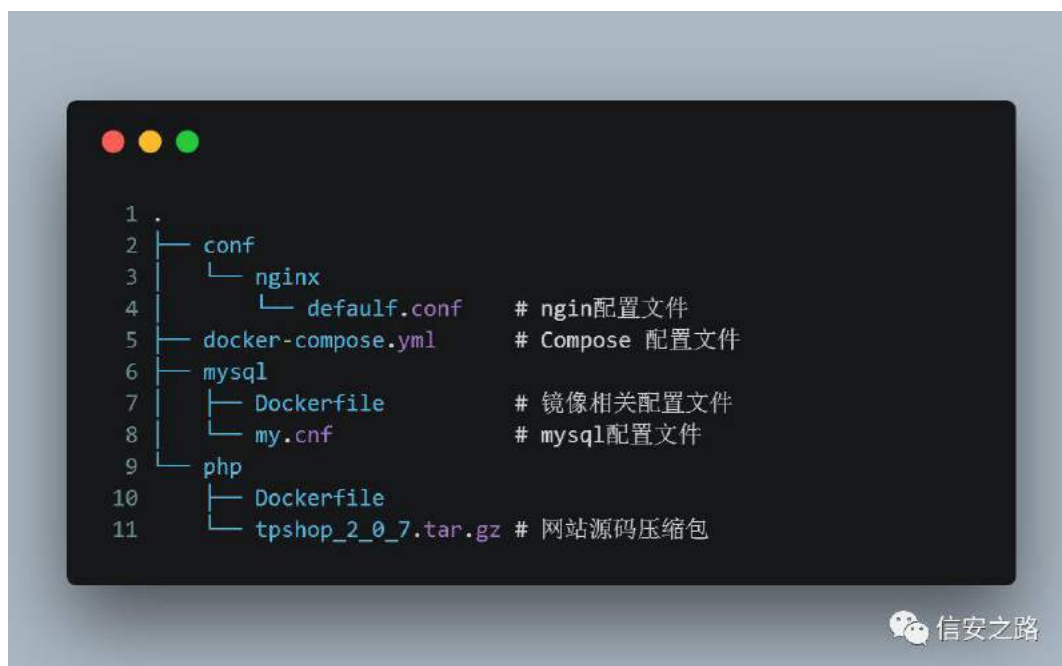 1 .
2 ├── conf
3 │   └── nginx
4 │       └── defaulf.conf    # ngin配置文件
5 ├── docker-compose.yml      # Compose 配置文件
6 ├── mysql
7 │   ├── Dockerfile          # 镜像相关配置文件
8 │   └── my.cnf              # mysql配置文件
9 └── php
10     ├── Dockerfile
11     └── tpshop_2_0_7.tar.gz # 网站源码压缩包
信安之路